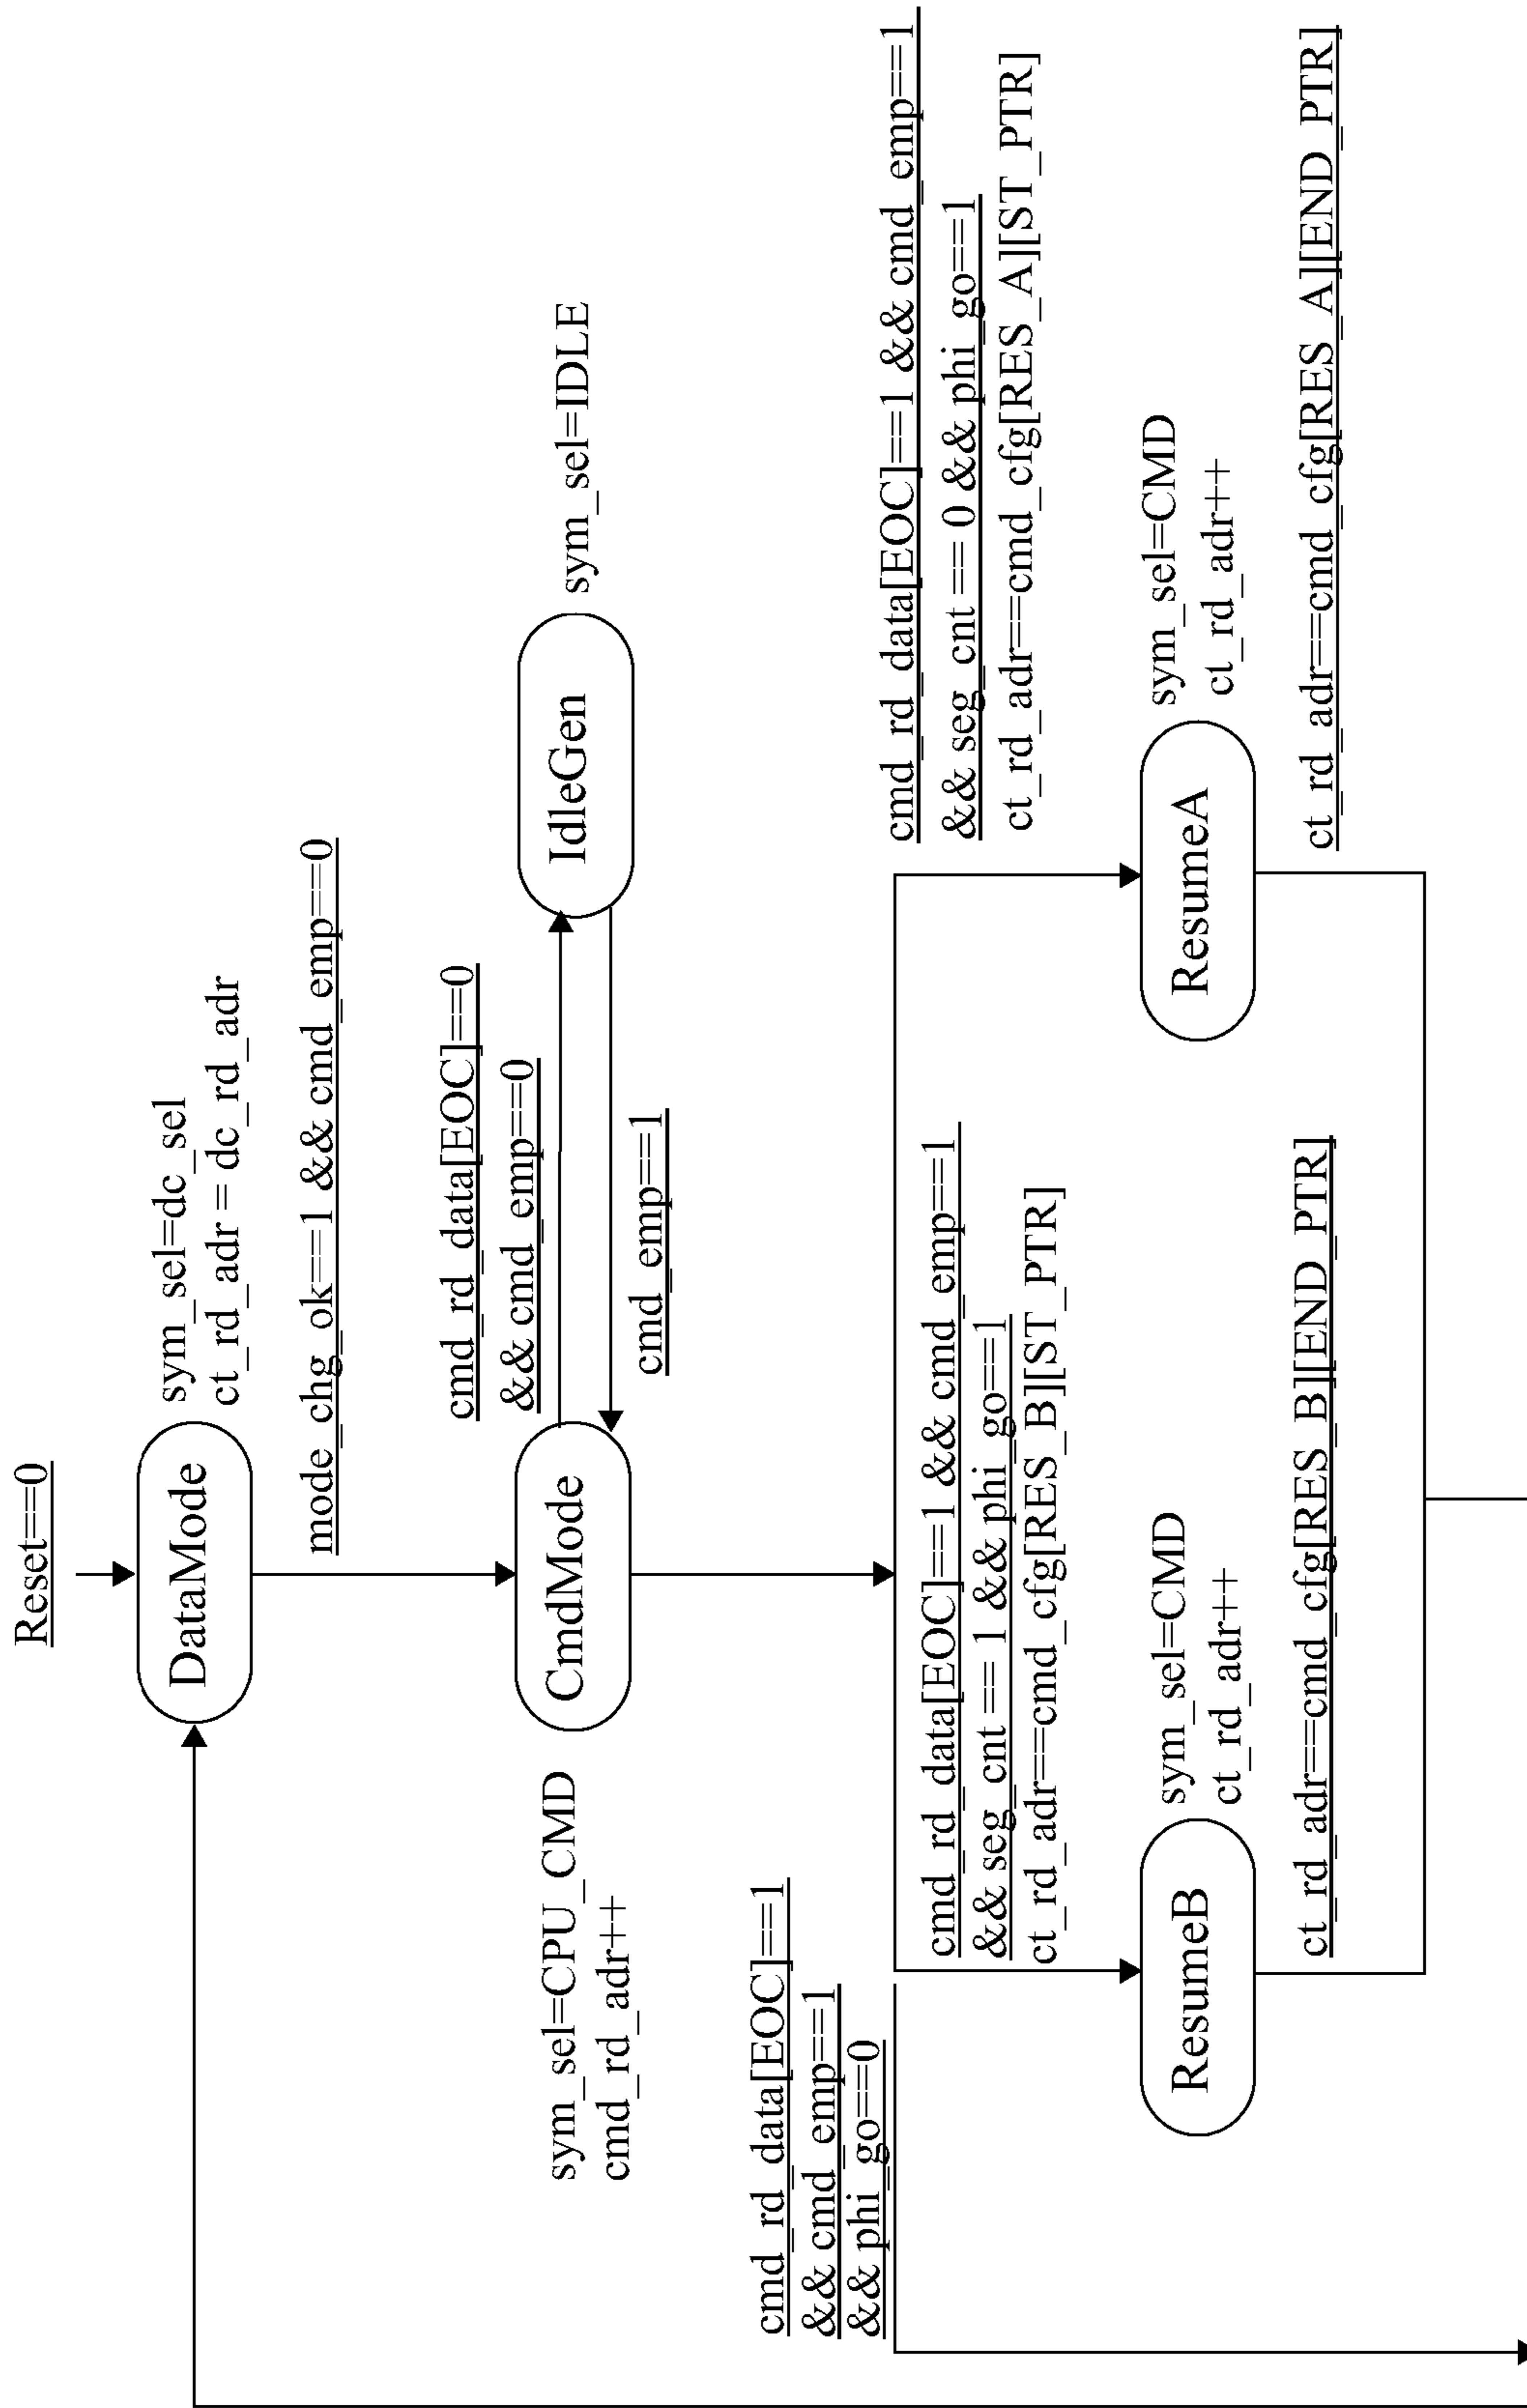 Reset==0
DataMode
sym_sel=dc_sel
ct_rd_adr = dc_rd_adr
mode_chg_ok==1 && cmd_emp==0
cmd_rd_data[EOC]==0
&& cmd_emp==0
CmdMode
sym_sel=CPU_CMD
cmd_rd_adr++
IdleGen
sym_sel=IDLE
cmd_emp==1
cmd_rd_data[EOC]==1
&& cmd_emp==1
&& phi_go==0
cmd_rd_data[EOC]==1 && cmd_emp==1
&& seg_cnt == 1 && phi_go==1
ct_rd_adr==cmd_cfg[RES_B][ST_PTR]
cmd_rd_data[EOC]==1 && cmd_emp==1
&& seg_cnt == 0 && phi_go==1
ct_rd_adr==cmd_cfg[RES_A][ST_PTR]
ResumeB
sym_sel=CMD
ct_rd_adr++
ResumeA
sym_sel=CMD
ct_rd_adr++
ct_rd_adr==cmd_cfg[RES_B][END_PTR]
ct_rd_adr==cmd_cfg[RES_A][END_PTR]